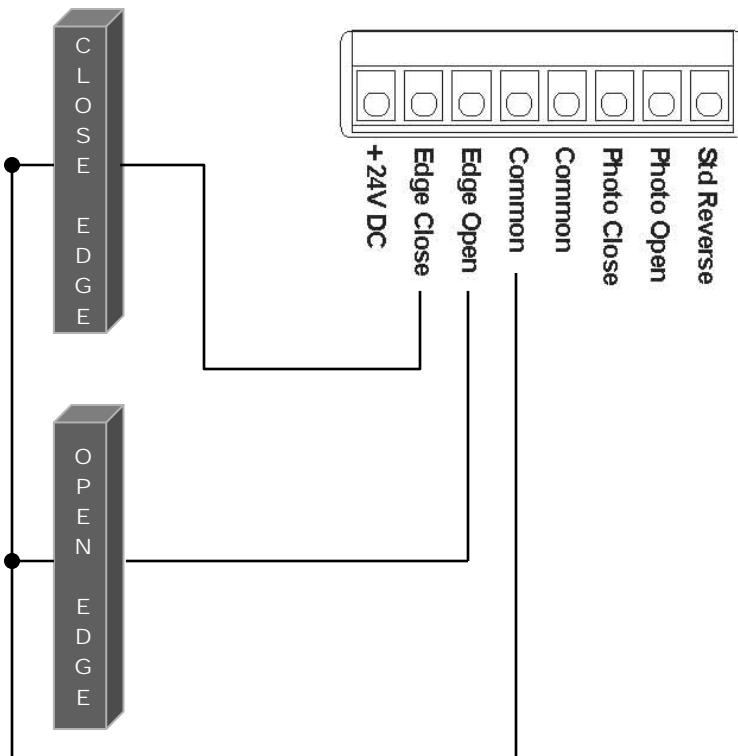 CLOSE EDGE
+ 24V DC
Edge Close
Edge Open
Common
Common
Photo Close
Photo Open
Std Reverse
OPEN EDGE